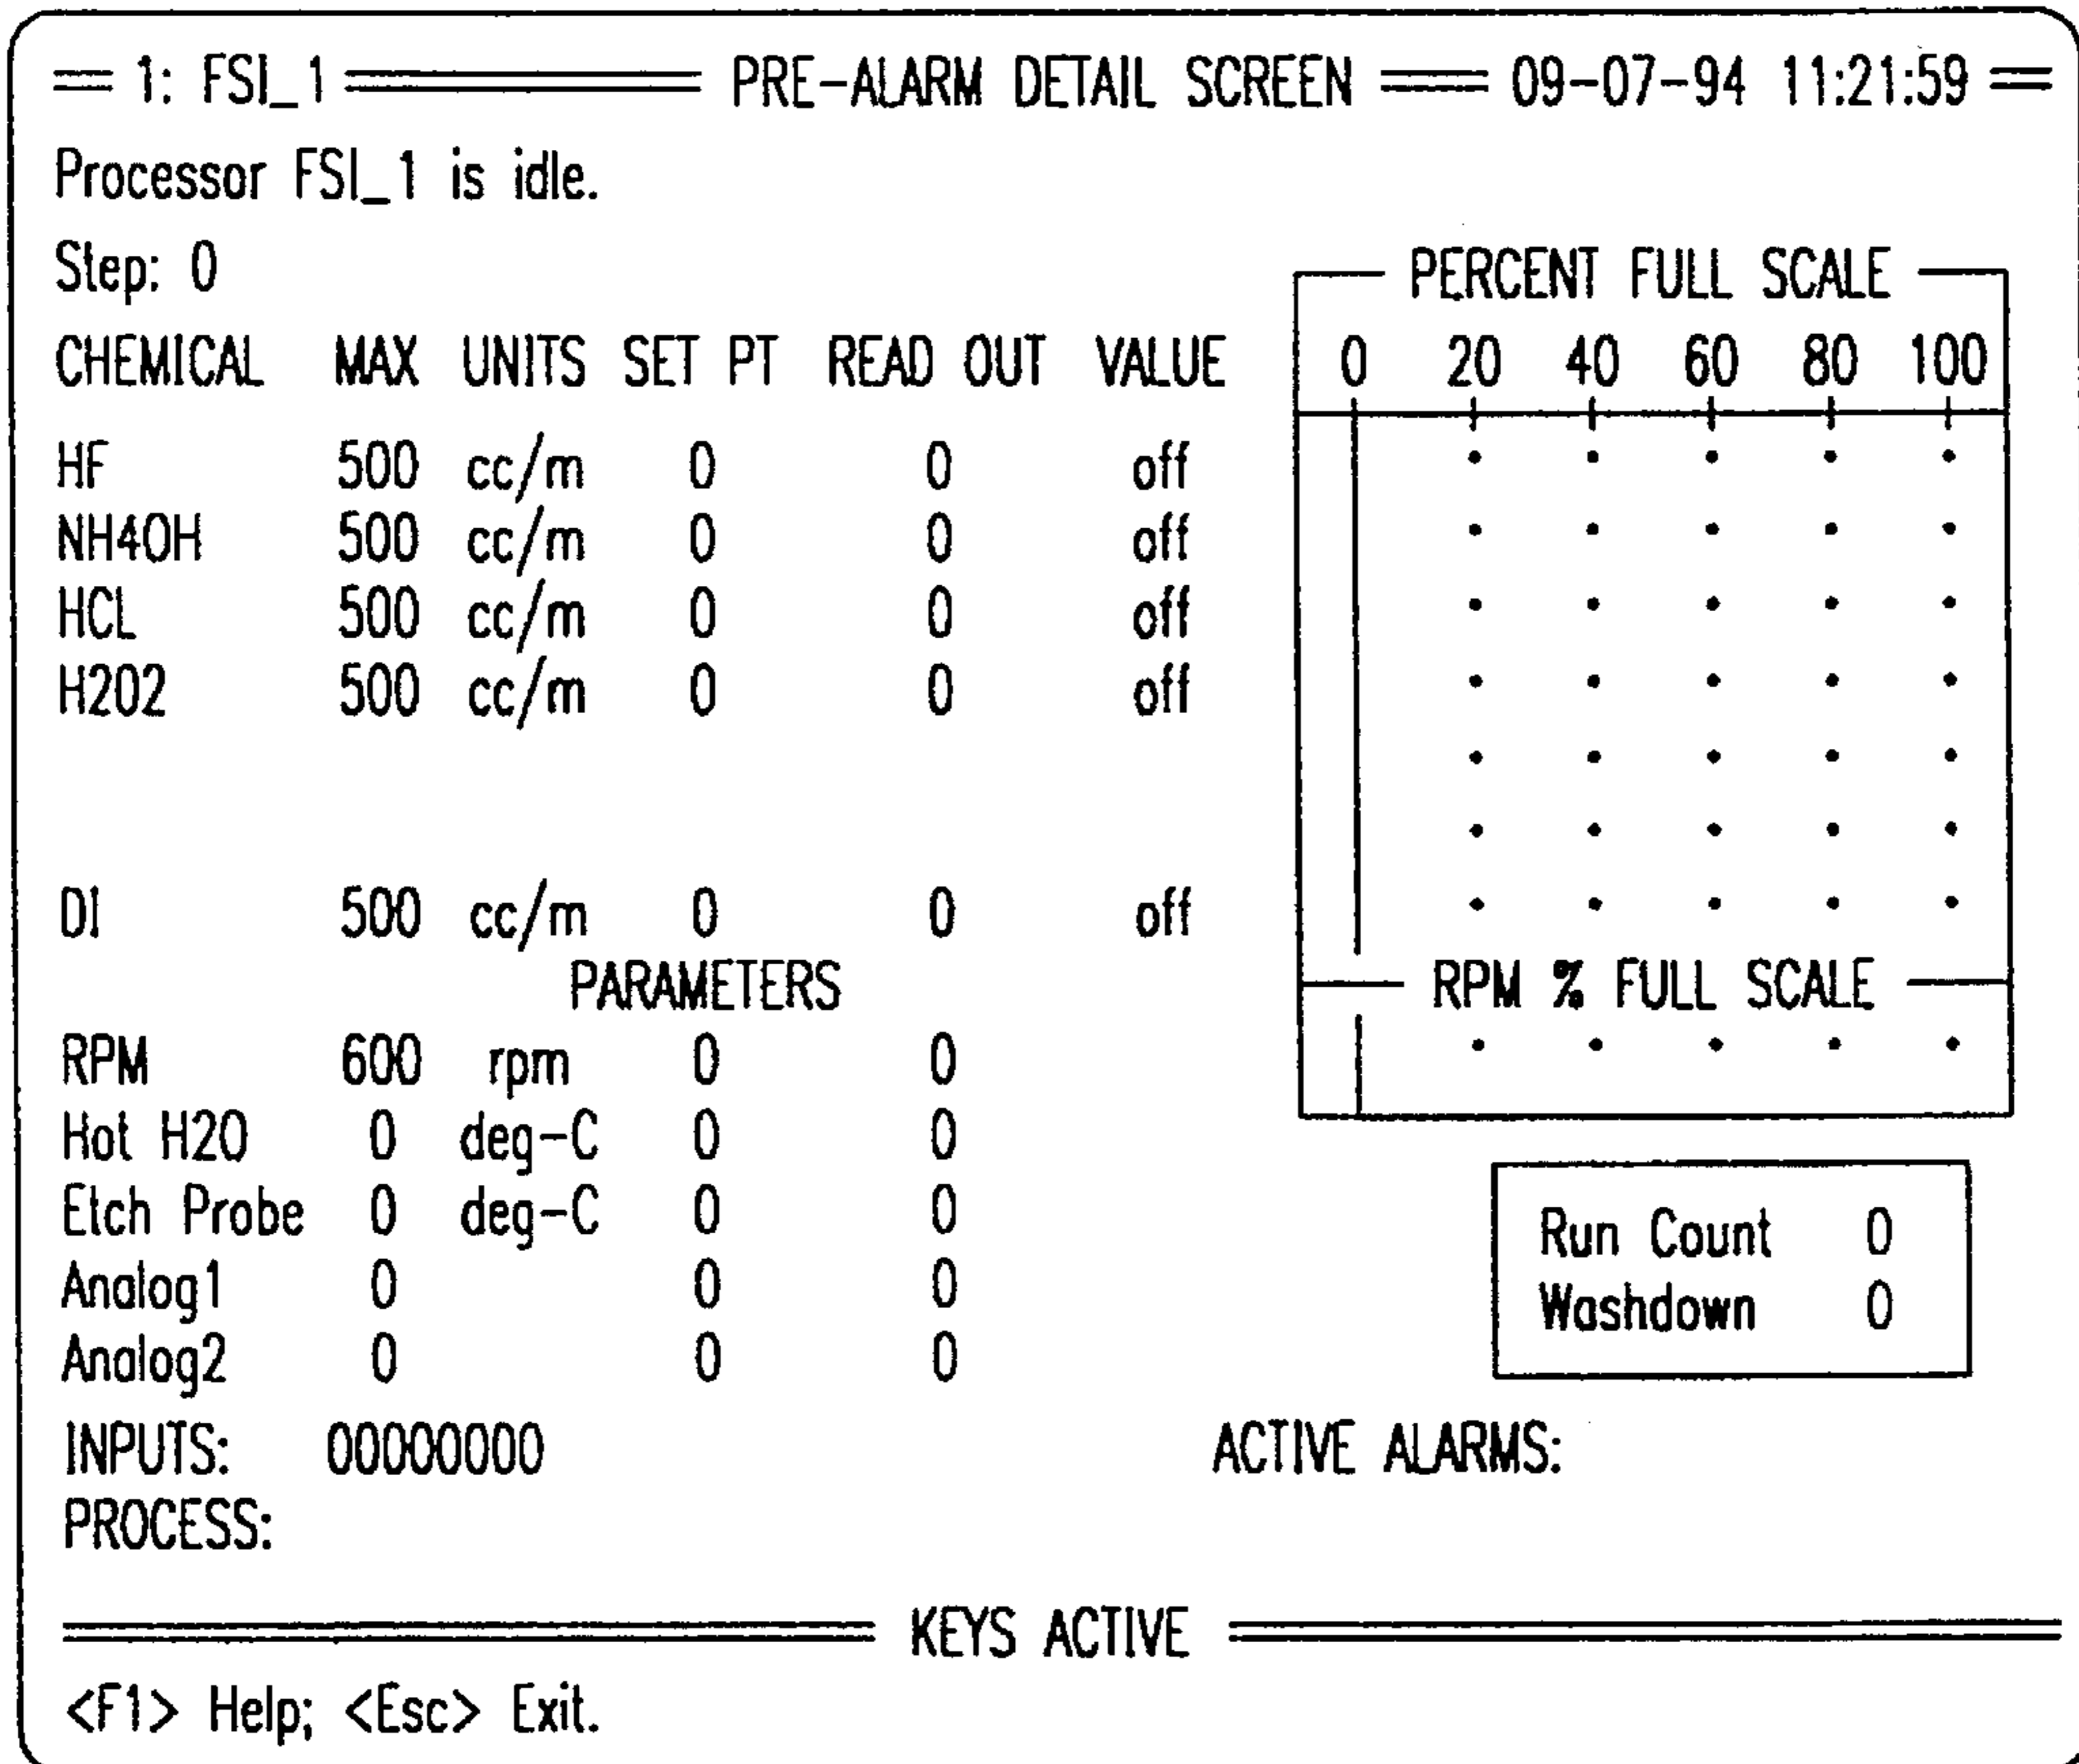 1: FSI_1 PRE-ALARM DETAIL SCREEN 09-07-94 11:21:59
Processor FSI_1 is idle.
Step: 0
PERCENT FULL SCALE
CHEMICAL MAX UNITS SET PT READ OUT VALUE 0 20 40 60 80 100
HF 500 cc/m 0 0 off
NH4OH 500 cc/m 0 0 off
HCL 500 cc/m 0 0 off
H202 500 cc/m 0 0 off
DI 500 cc/m 0 0 off
PARAMETERS RPM % FULL SCALE
RPM 600 rpm 0 0
Hot H2O 0 deg-C 0 0
Etch Probe 0 deg-C 0 0
Analog1 0 0 0
Analog2 0 0 0
Run Count 0
Washdown 0
INPUTS: 00000000 ACTIVE ALARMS:
PROCESS:
KEYS ACTIVE
<F1> Help; <Esc> Exit.